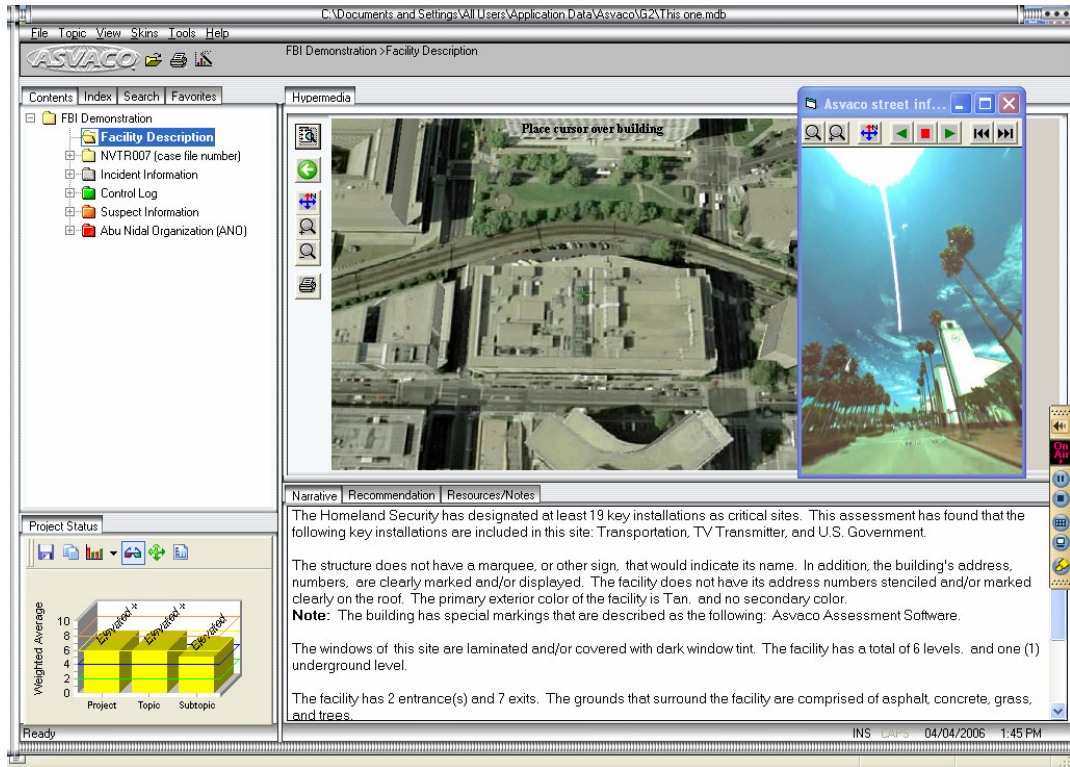 C:\Documents and Settings\All Users\Application Data\Asvaco\G2\This one.mdb
File Topic View Skins Tools Help
ASVACO
FBI Demonstration >Facility Description
Contents Index Search Favorites
FBI Demonstration
Facility Description
NVTR007 (case file number)
Incident Information
Control Log
Suspect Information
Abu Nidal Organization (ANO)
Hypermedia
Place cursor over building
N
Asvaco street inf...
N
On
Air
Narrative Recommendation Resources/Notes
The Homeland Security has designated at least 19 key installations as critical sites. This assessment has found that the
following key installations are included in this site: Transportation, TV Transmitter, and U.S. Government.
The structure does not have a marquee, or other sign, that would indicate its name. In addition, the building's address,
numbers, are clearly marked and/or displayed. The facility does not have its address numbers stenciled and/or marked
clearly on the roof. The primary exterior color of the facility is Tan. and no secondary color.
Note: The building has special markings that are described as the following: Asvaco Assessment Software.
The windows of this site are laminated and/or covered with dark window tint. The facility has a total of 6 levels. and one (1)
underground level.
The facility has 2 entrance(s) and 7 exits. The grounds that surround the facility are comprised of asphalt, concrete, grass,
and trees.
Project Status
Weighted Average
10
8
6
4
2
0
Elevated +
Elevated +
Elevated
Project Topic Subtopic
Ready
INS CAPS 04/04/2006 1:45 PM